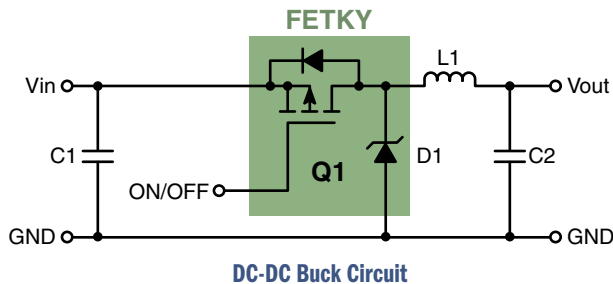 FETKY
L1
Vin
Vout
C1
D1
C2
Q1
ON/OFF
GND
GND
DC-DC Buck Circuit